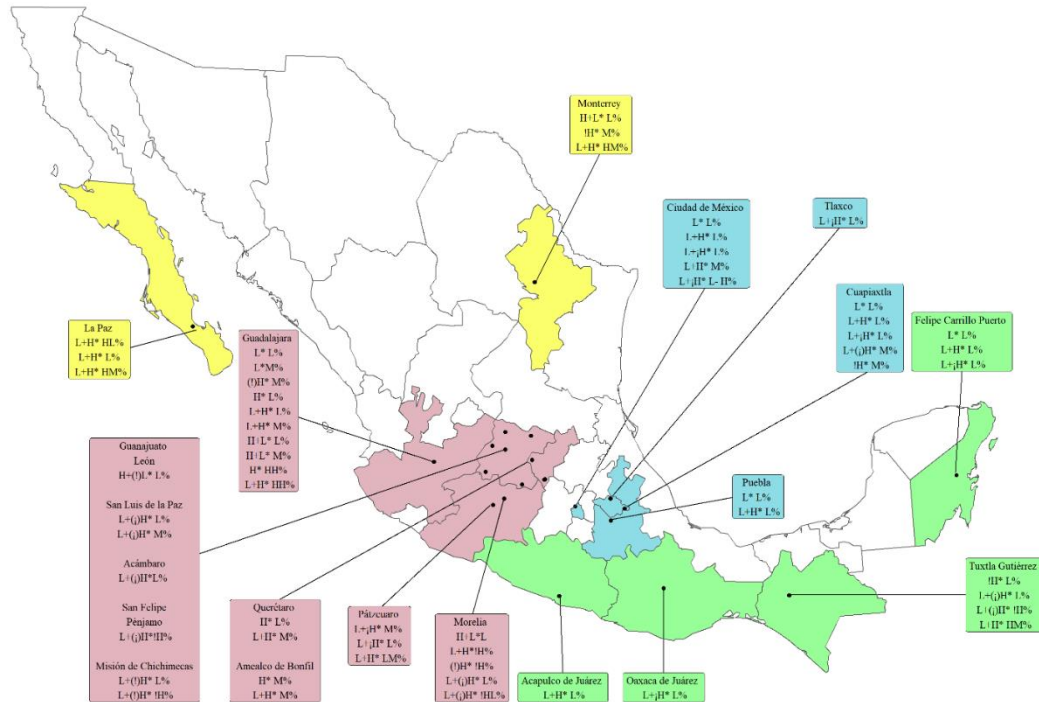 Monterrey
H+L* L%
!H* M%
L+H* HM%
Ciudad de México
L* L%
L+H* L%
L+¡H* L%
L+H* M%
L+¡H* L- H%
Tlaxco
L+¡H* L%
Cuapiaxtla
L* L%
L+H* L%
L+¡H* L%
L+(¡)H* M%
!H* M%
Felipe Carrillo Puerto
L* L%
L+H* L%
L+¡H* L%
La Paz
L+H* HL%
L+H* L%
L+H* HM%
Guadalajara
L* L%
L*M%
(!)H* M%
H* L%
L+H* L%
L+H* M%
H+L* L%
H+L* M%
H* HH%
L+H* HH%
Guanajuato
León
H+(!)L* L%
San Luis de la Paz
L+(¡)H* L%
L+(¡)H* M%
Acámbaro
L+(¡)H*L%
San Felipe
Pénjamo
L+(¡)H*!H%
Misión de Chichimecas
L+(!)H* L%
L+(!)H* !H%
Querétaro
H* L%
L+H* M%
Amealco de Bonfil
H* M%
L+H* M%
Pátzcuaro
L+¡H* M%
L+¡H* L%
L+H* LM%
Morelia
H+L*L
L+H*!H%
(!)H* !H%
L+(¡)H* L%
L+(¡)H* !HL%
Puebla
L* L%
L+H* L%
Acapulco de Juárez
L+H* L%
Oaxaca de Juárez
L+¡H* L%
Tuxtla Gutiérrez
!H* L%
L+(¡)H* L%
L+(¡)H* !H%
L+H* HM%